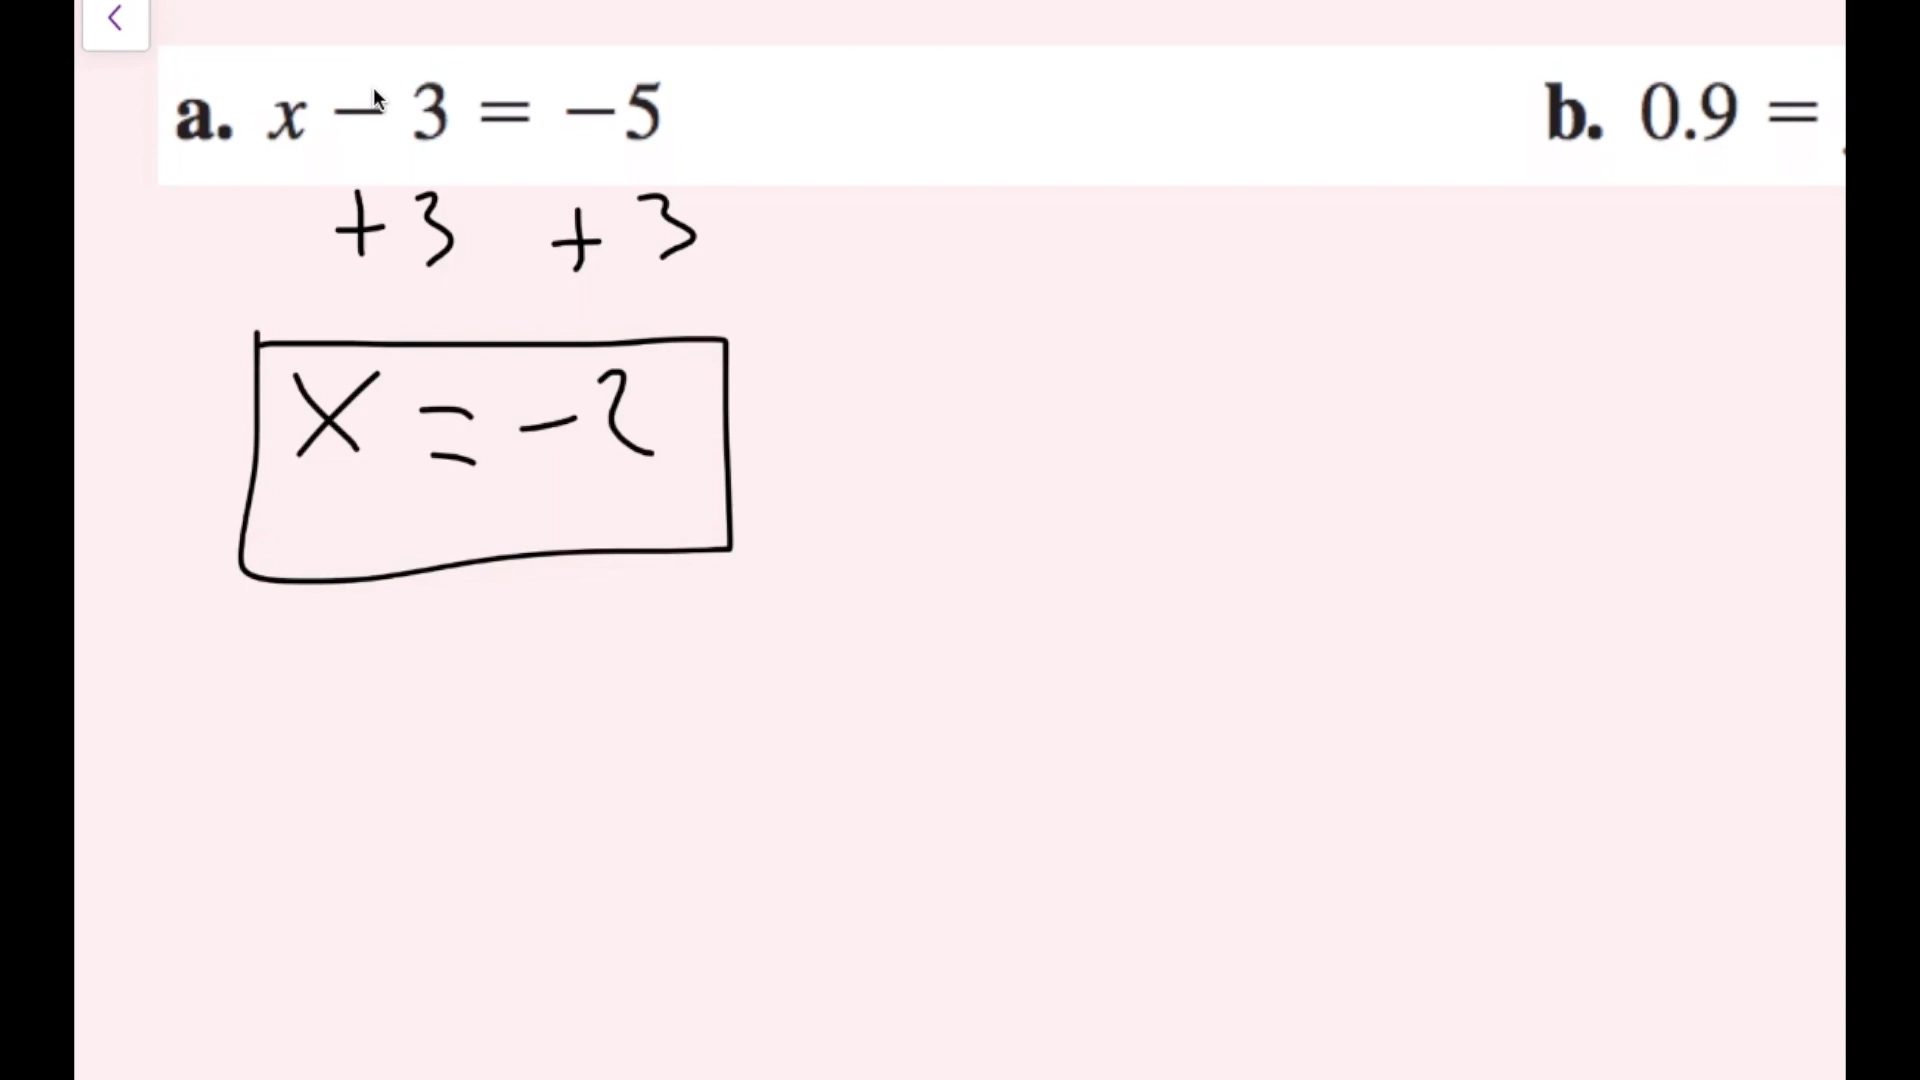 a. x − 3 = −5
b. 0.9 =
+3 +3
x = -2